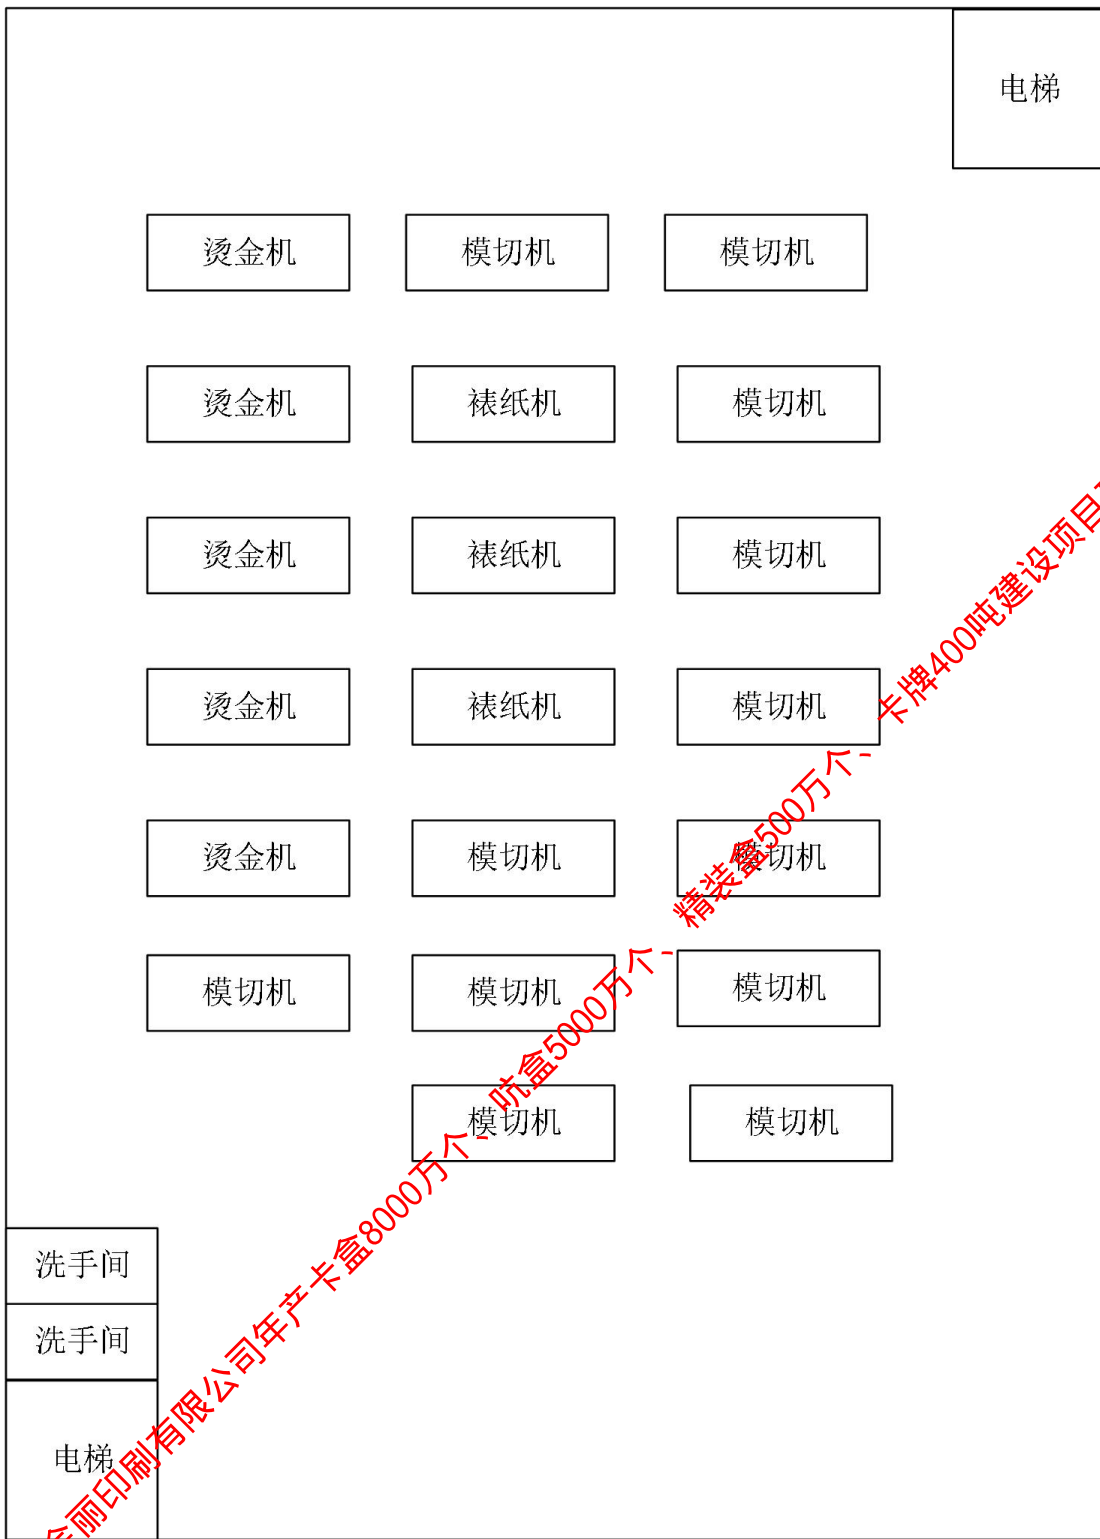 电梯
烫金机 模切机 模切机
烫金机 裱纸机 模切机
烫金机 裱纸机 模切机
烫金机 裱纸机 模切机
烫金机 模切机 模切机
模切机 模切机 模切机
模切机 模切机
洗手间
洗手间
电梯
丽印刷有限公司年产卡盒8000万个、吭盒5000万个、精装盒500万个、卡牌400吨建设项目